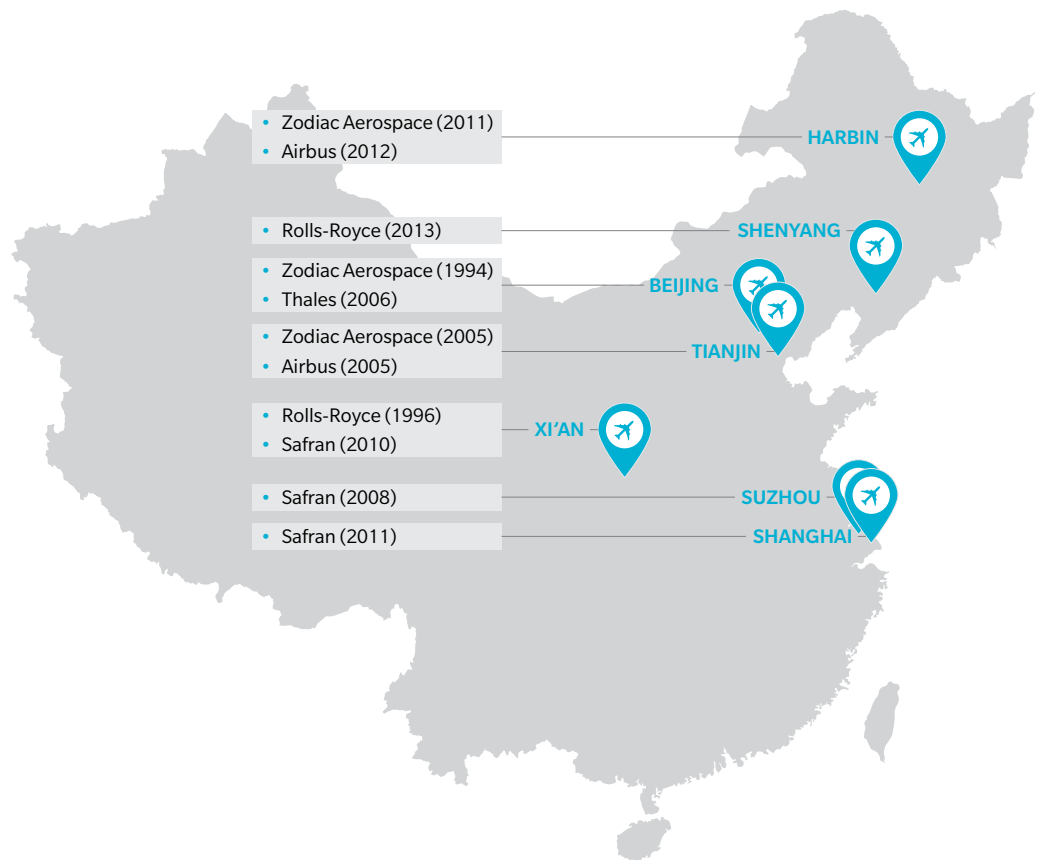 • Zodiac Aerospace (2011)
• Airbus (2012)
HARBIN
• Rolls-Royce (2013)
SHENYANG
• Zodiac Aerospace (1994)
• Thales (2006)
BEIJING
• Zodiac Aerospace (2005)
• Airbus (2005)
TIANJIN
• Rolls-Royce (1996)
• Safran (2010)
XI'AN
• Safran (2008)
SUZHOU
• Safran (2011)
SHANGHAI